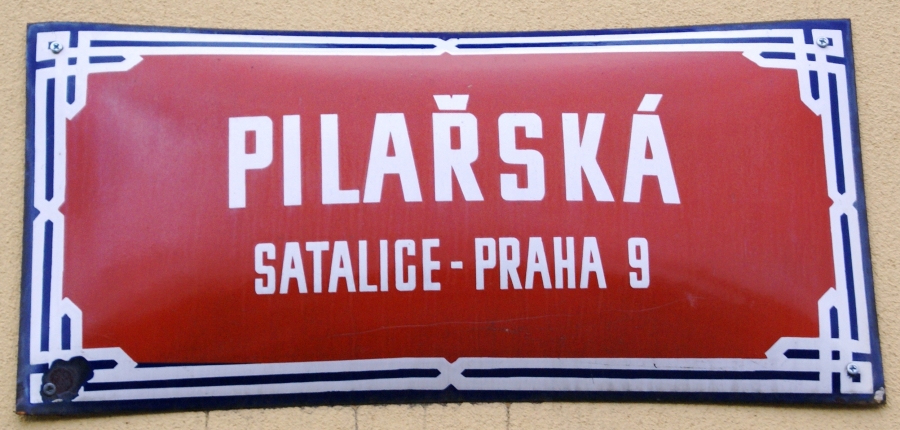 PILAŘSKÁ
SATALICE - PRAHA 9